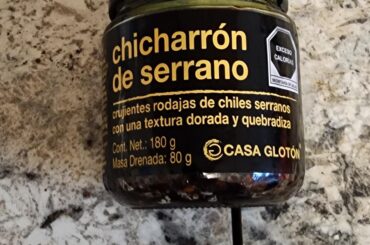 chicharrón
de serrano
EXCESO
CALORÍAS
crujientes rodajas de chiles serranos
con una textura dorada y quebradiza
Cont. Net.: 180 g
Masa Drenada: 80 g
CASA GLOTÓN